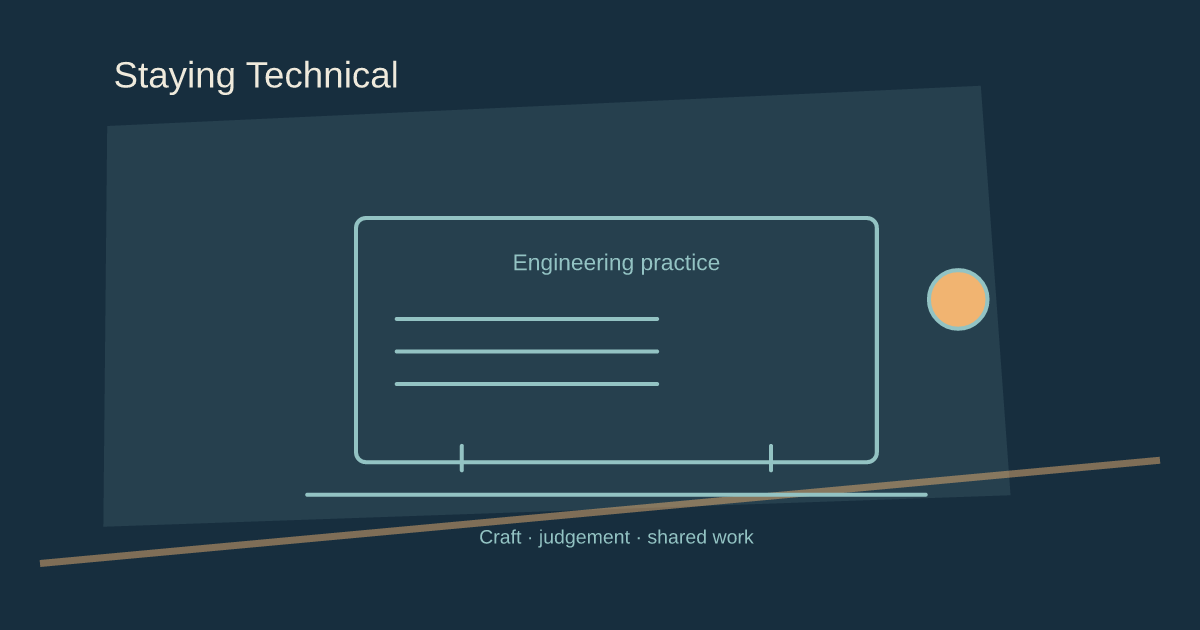 Staying Technical
Engineering practice
Craft · judgement · shared work